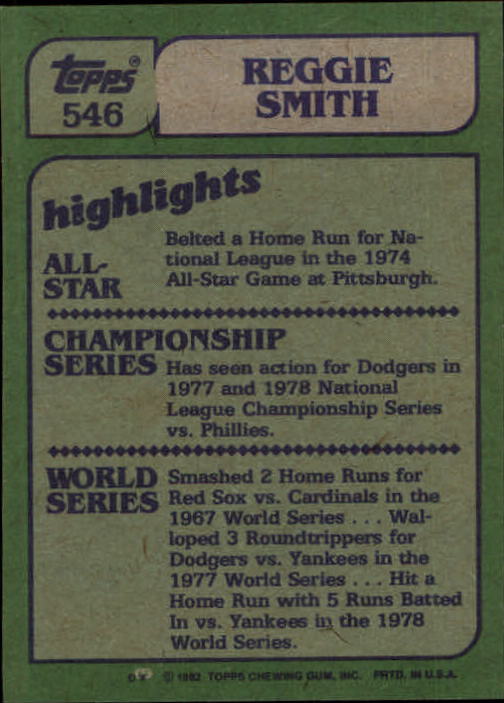 topps®
546
REGGIE
SMITH
highlights
ALL-
STAR
Belted a Home Run for Na-
tional League in the 1974
All-Star Game at Pittsburgh.
CHAMPIONSHIP
SERIES
Has seen action for Dodgers in
1977 and 1978 National
League Championship Series
vs. Phillies.
WORLD
SERIES
Smashed 2 Home Runs for
Red Sox vs. Cardinals in the
1967 World Series . . . Wal-
loped 3 Roundtrippers for
Dodgers vs. Yankees in the
1977 World Series . . . Hit a
Home Run with 5 Runs Batted
In vs. Yankees in the 1978
World Series.
© 1982 TOPPS CHEWING GUM, INC. PRTD. IN U.S.A.